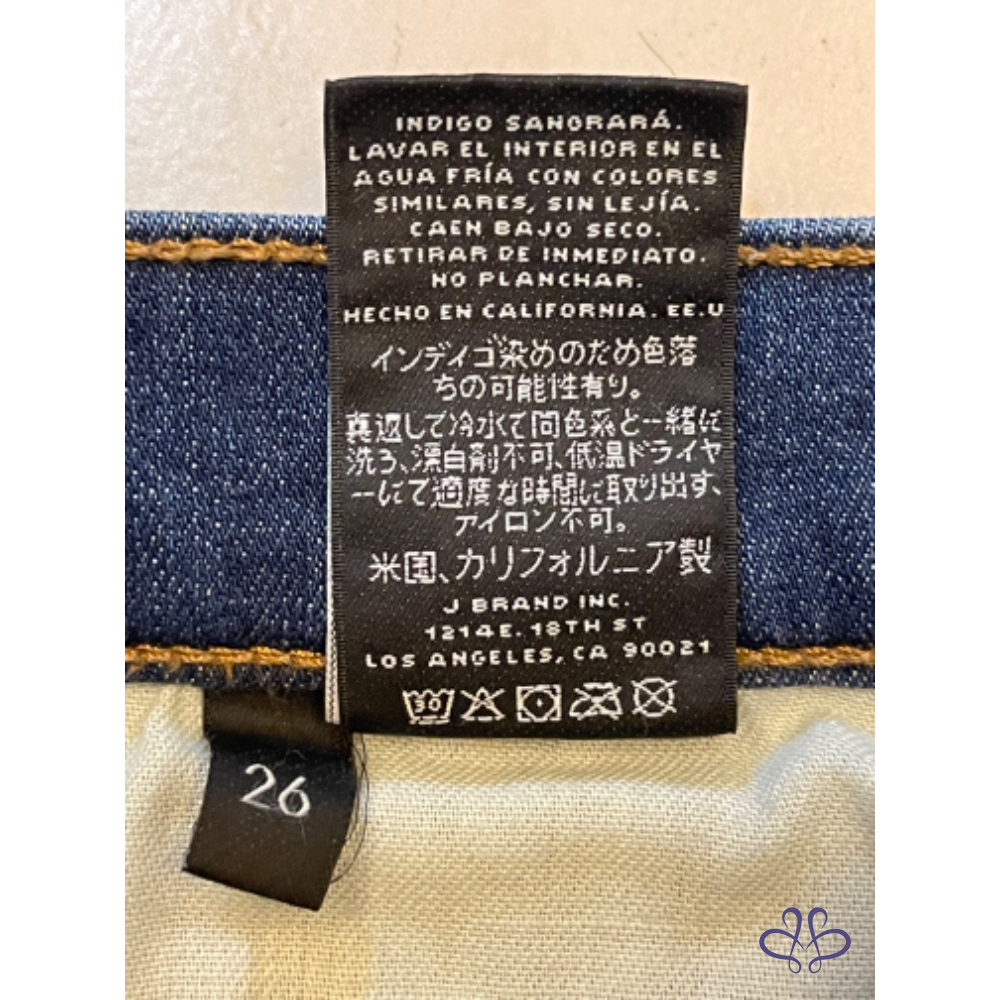 INDIGO SANGRARÁ.
LAVAR EL INTERIOR EN EL
AGUA FRÍA CON COLORES
SIMILARES, SIN LEJÍA.
CAEN BAJO SECO.
RETIRAR DE INMEDIATO.
NO PLANCHAR.
HECHO EN CALIFORNIA. EE.U
インディゴ染めのため色落
ちの可能性有り。
裏返して冷水で同色系と一緒に
洗う、漂白剤不可、低温ドライヤ
ーにて適度な時間に取り出す、
アイロン不可。
米国、カリフォルニア製
J BRAND INC.
1214E. 18TH ST
LOS ANGELES, CA 90021
30
26